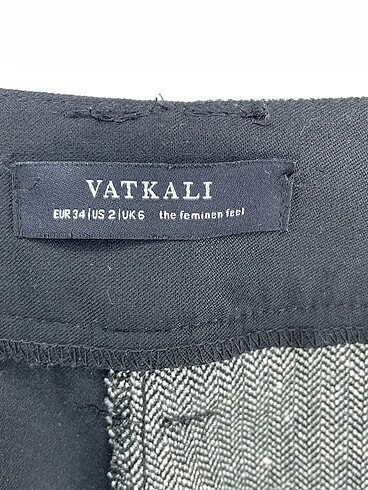 VATKALI
EUR 34 | US 2 | UK 6 the feminen feel